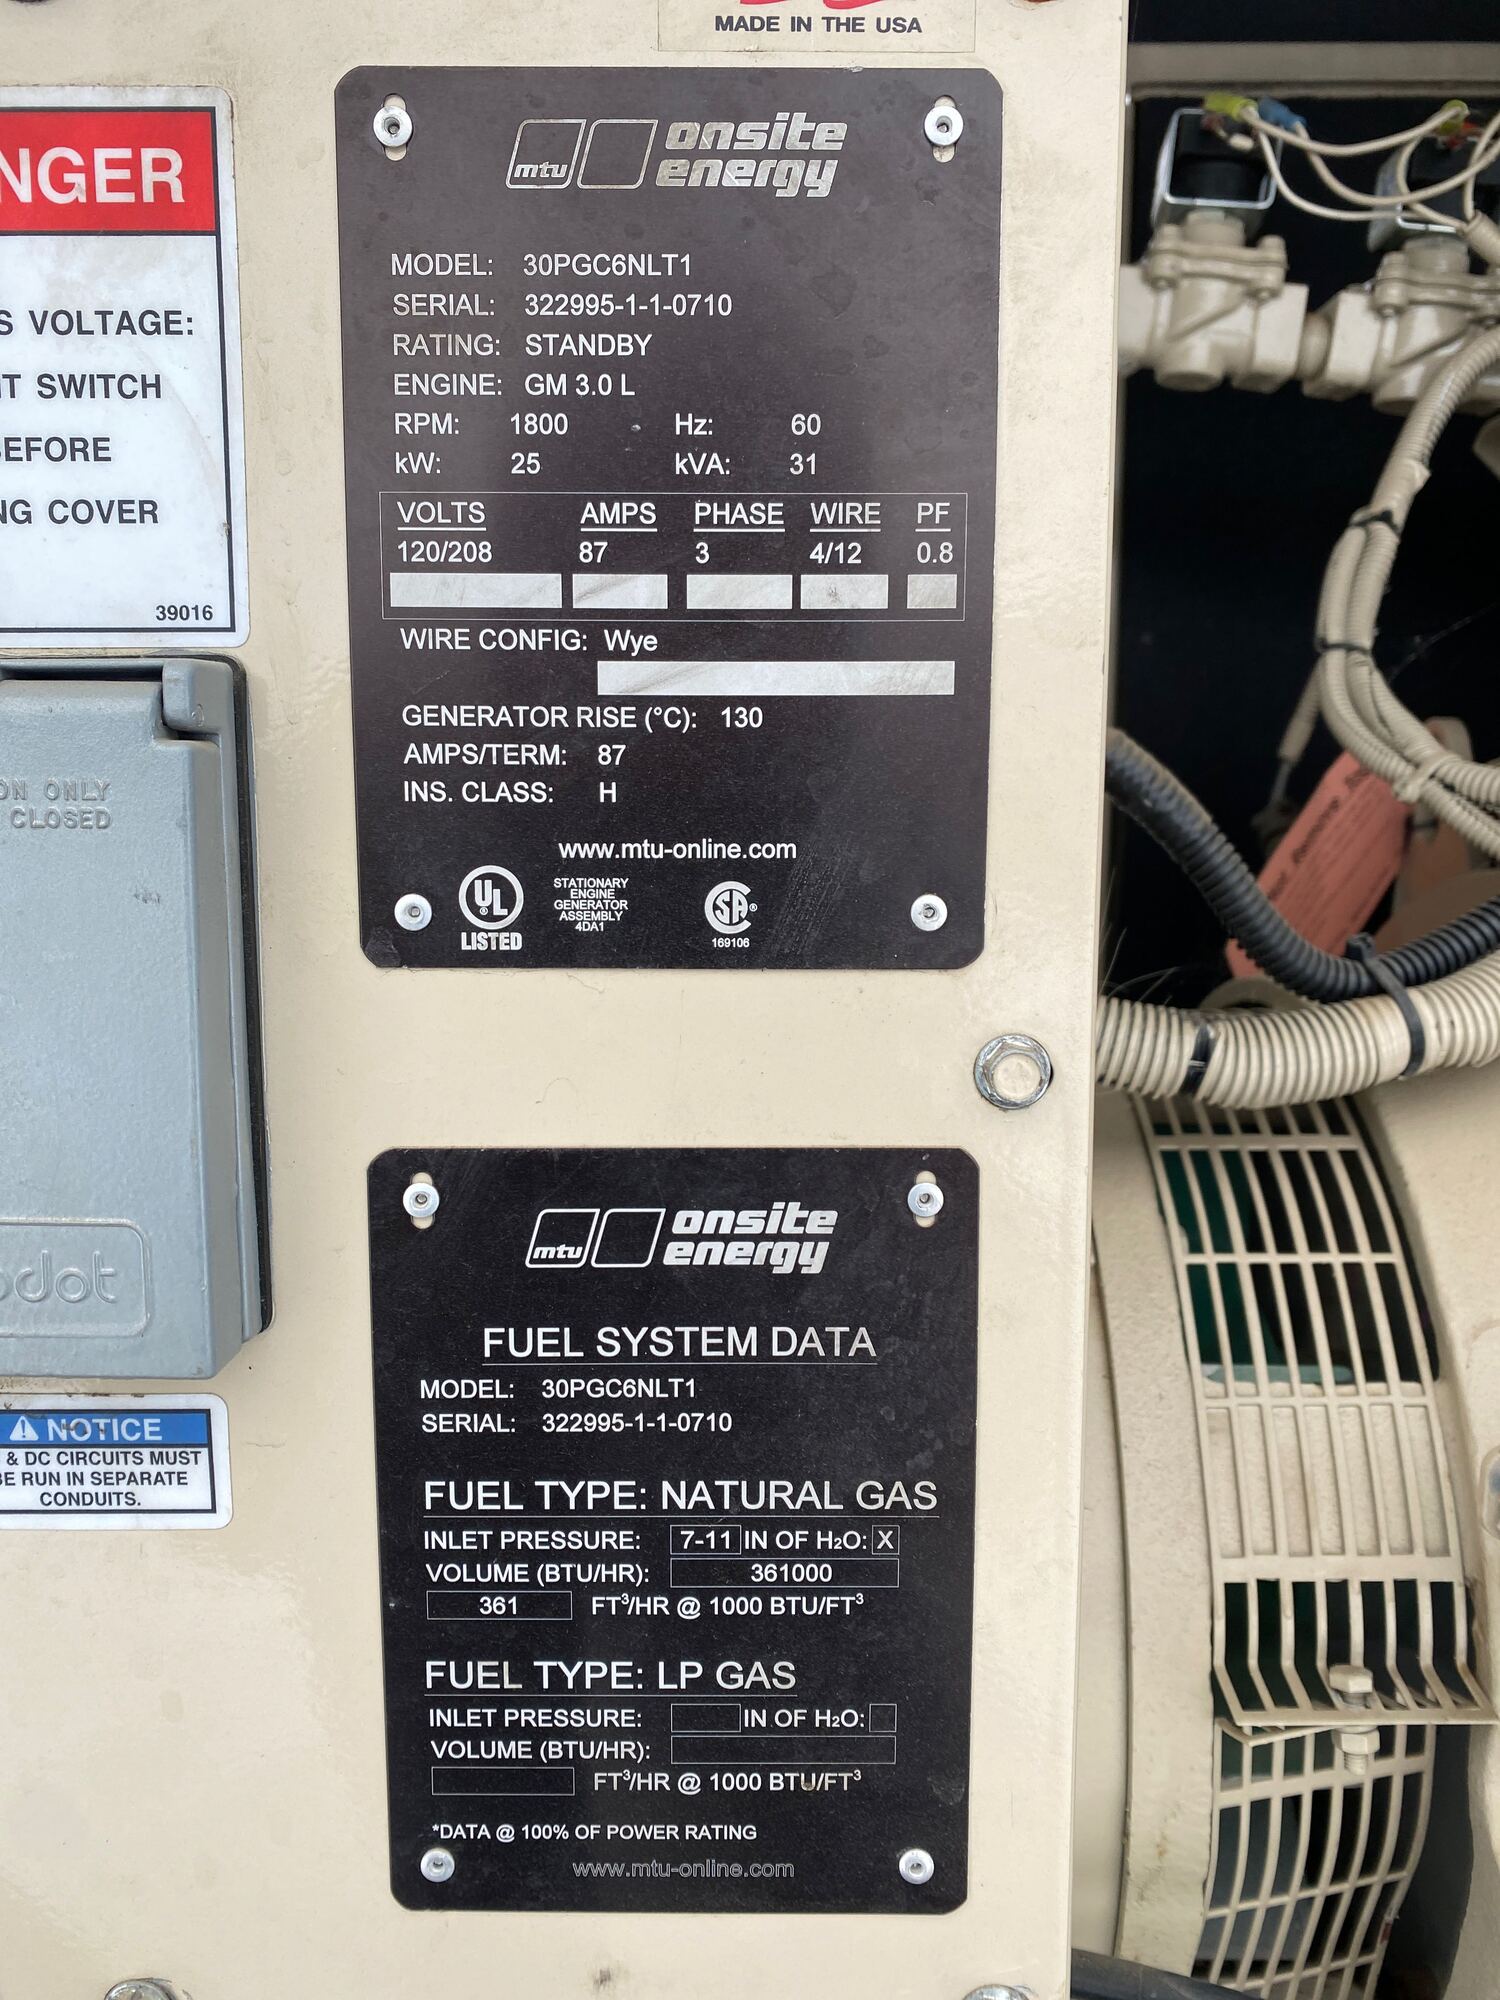 MADE IN THE USA
NGER
S VOLTAGE:
IT SWITCH
EFORE
NG COVER
39016
ON ONLY
CLOSED
dot
NOTICE
& DC CIRCUITS MUST
BE RUN IN SEPARATE
CONDUITS.
mtu onsite energy
MODEL: 30PGC6NLT1
SERIAL: 322995-1-1-0710
RATING: STANDBY
ENGINE: GM 3.0 L
RPM: 1800 Hz: 60
kW: 25 kVA: 31
VOLTS AMPS PHASE WIRE PF
120/208 87 3 4/12 0.8
WIRE CONFIG: Wye
GENERATOR RISE (°C): 130
AMPS/TERM: 87
INS. CLASS: H
www.mtu-online.com
UL LISTED
STATIONARY
ENGINE
GENERATOR
ASSEMBLY
4DA1
SA ®
169106
mtu onsite energy
FUEL SYSTEM DATA
MODEL: 30PGC6NLT1
SERIAL: 322995-1-1-0710
FUEL TYPE: NATURAL GAS
INLET PRESSURE: 7-11 IN OF H₂O: X
VOLUME (BTU/HR): 361000
361 FT³/HR @ 1000 BTU/FT³
FUEL TYPE: LP GAS
INLET PRESSURE: IN OF H₂O:
VOLUME (BTU/HR):
FT³/HR @ 1000 BTU/FT³
*DATA @ 100% OF POWER RATING
www.mtu-online.com
Remove